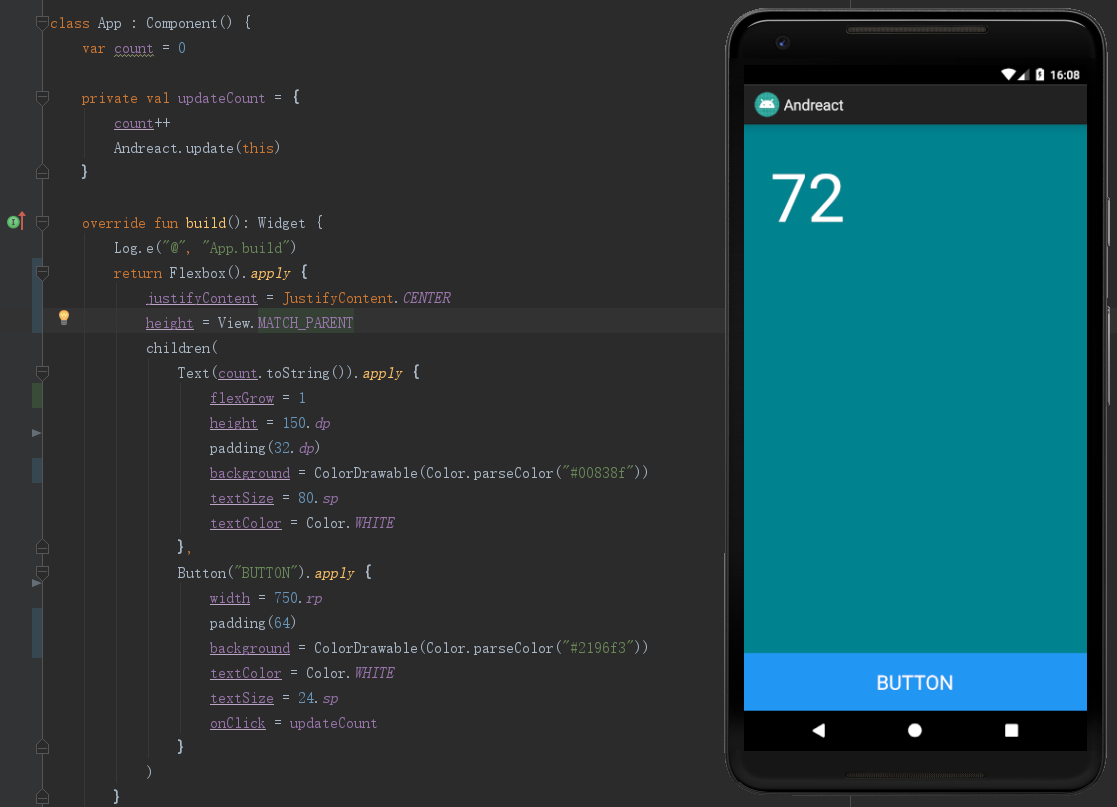 class App : Component() {
var count = 0
private val updateCount = {
count++
Andreact.update(this)
}
override fun build(): Widget {
Log.e("@", "App.build")
return Flexbox().apply {
justifyContent = JustifyContent.CENTER
height = View.MATCH_PARENT
children(
Text(count.toString()).apply {
flexGrow = 1
height = 150.dp
padding(32.dp)
background = ColorDrawable(Color.parseColor("#00838f"))
textSize = 80.sp
textColor = Color.WHITE
},
Button("BUTTON").apply {
width = 750.rp
padding(64)
background = ColorDrawable(Color.parseColor("#2196f3"))
textColor = Color.WHITE
textSize = 24.sp
onClick = updateCount
}
)
}
16:08
Andreact
72
BUTTON